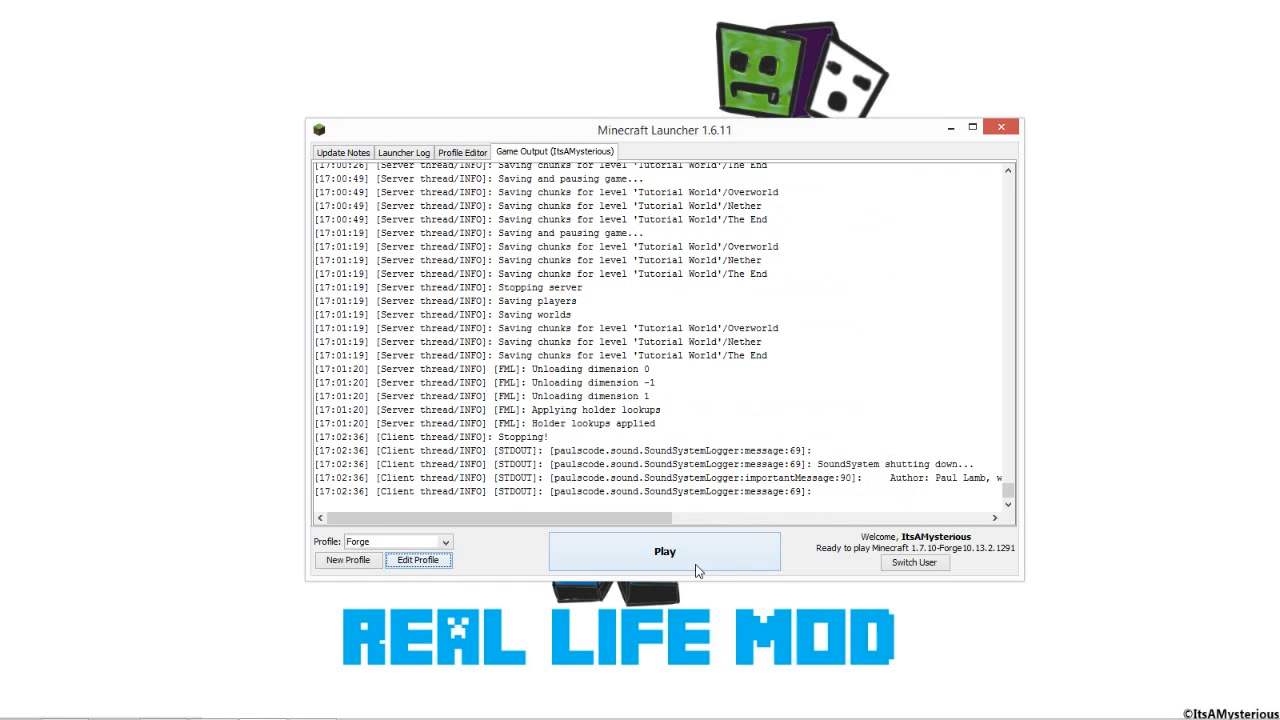 Minecraft Launcher 1.6.11
Update Notes Launcher Log Profile Editor Game Output (ItsAMysterious)
[17:00:26] [Server thread/INFO]: Saving chunks for level 'Tutorial World'/The End
[17:00:49] [Server thread/INFO]: Saving and pausing game...
[17:00:49] [Server thread/INFO]: Saving chunks for level 'Tutorial World'/Overworld
[17:00:49] [Server thread/INFO]: Saving chunks for level 'Tutorial World'/Nether
[17:00:49] [Server thread/INFO]: Saving chunks for level 'Tutorial World'/The End
[17:01:19] [Server thread/INFO]: Saving and pausing game...
[17:01:19] [Server thread/INFO]: Saving chunks for level 'Tutorial World'/Overworld
[17:01:19] [Server thread/INFO]: Saving chunks for level 'Tutorial World'/Nether
[17:01:19] [Server thread/INFO]: Saving chunks for level 'Tutorial World'/The End
[17:01:19] [Server thread/INFO]: Stopping server
[17:01:19] [Server thread/INFO]: Saving players
[17:01:19] [Server thread/INFO]: Saving worlds
[17:01:19] [Server thread/INFO]: Saving chunks for level 'Tutorial World'/Overworld
[17:01:19] [Server thread/INFO]: Saving chunks for level 'Tutorial World'/Nether
[17:01:19] [Server thread/INFO]: Saving chunks for level 'Tutorial World'/The End
[17:01:20] [Server thread/INFO] [FML]: Unloading dimension 0
[17:01:20] [Server thread/INFO] [FML]: Unloading dimension -1
[17:01:20] [Server thread/INFO] [FML]: Unloading dimension 1
[17:01:20] [Server thread/INFO] [FML]: Applying holder lookups
[17:01:20] [Server thread/INFO] [FML]: Holder lookups applied
[17:02:36] [Client thread/INFO]: Stopping!
[17:02:36] [Client thread/INFO] [STDOUT]: [paulscode.sound.SoundSystemLogger:message:69]:
[17:02:36] [Client thread/INFO] [STDOUT]: [paulscode.sound.SoundSystemLogger:message:69]: SoundSystem shutting down...
[17:02:36] [Client thread/INFO] [STDOUT]: [paulscode.sound.SoundSystemLogger:importantMessage:90]: Author: Paul Lamb, w
[17:02:36] [Client thread/INFO] [STDOUT]: [paulscode.sound.SoundSystemLogger:message:69]:
Profile: Forge
New Profile Edit Profile
Play
Welcome, ItsAMysterious
Ready to play Minecraft 1.7.10-Forge10.13.2.1291
Switch User
REAL LIFE MOD
©ItsAMysterious